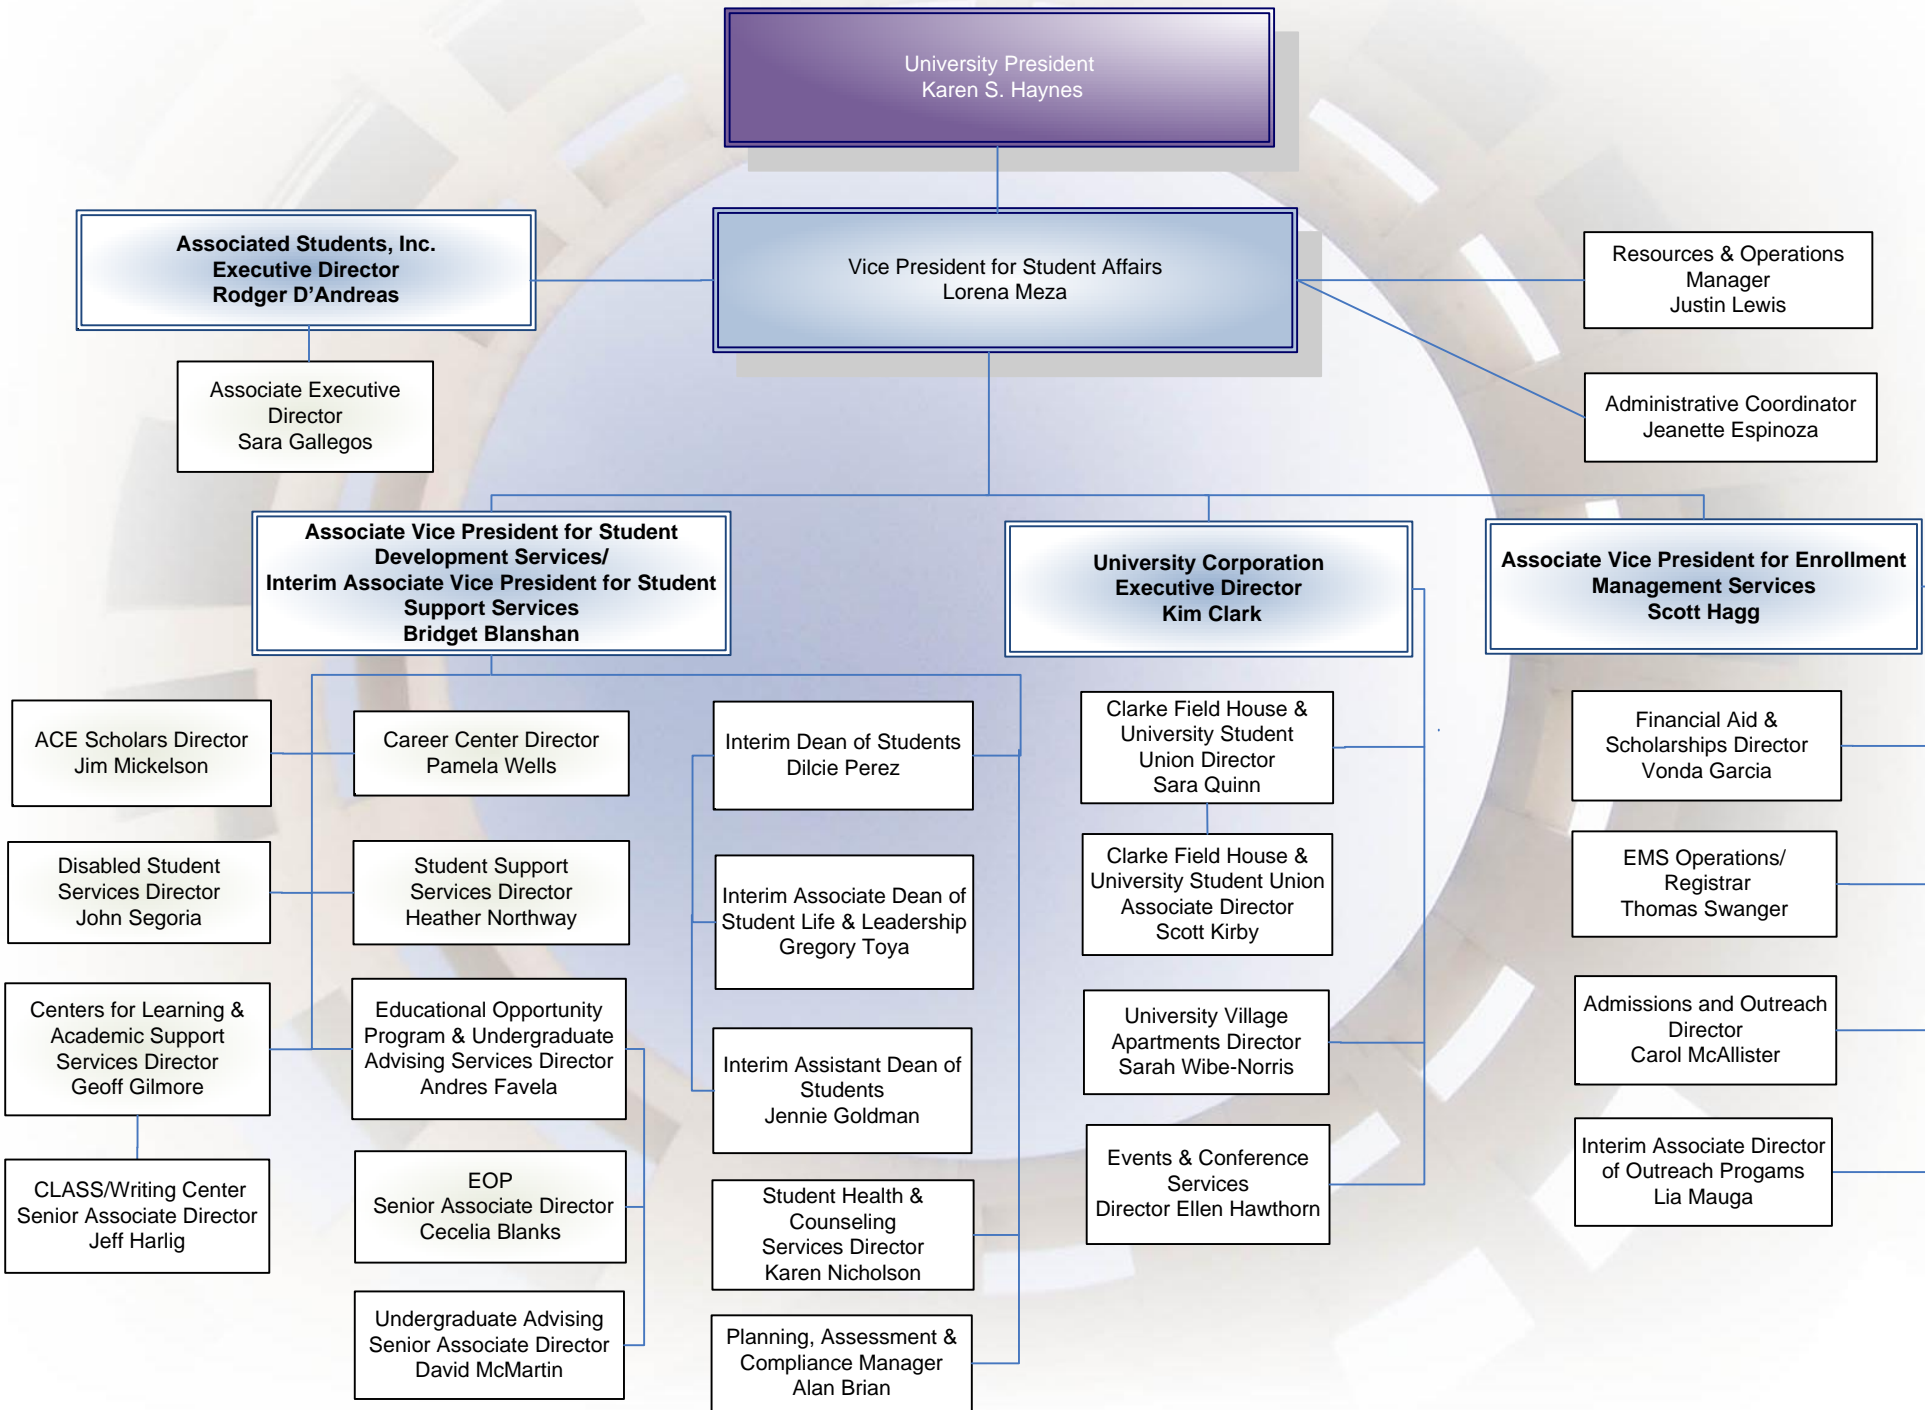 University President
Karen S. Haynes
Associated Students, Inc.
Executive Director
Rodger D’Andreas
Vice President for Student Affairs
Lorena Meza
Resources & Operations
Manager
Justin Lewis
Associate Executive
Director
Sara Gallegos
Administrative Coordinator
Jeanette Espinoza
Associate Vice President for Student
Development Services/
Interim Associate Vice President for Student
Support Services
Bridget Blanshan
University Corporation
Executive Director
Kim Clark
Associate Vice President for Enrollment
Management Services
Scott Hagg
ACE Scholars Director
Jim Mickelson
Career Center Director
Pamela Wells
Interim Dean of Students
Dilcie Perez
Clarke Field House &
University Student
Union Director
Sara Quinn
Financial Aid &
Scholarships Director
Vonda Garcia
Disabled Student
Services Director
John Segoria
Student Support
Services Director
Heather Northway
Interim Associate Dean of
Student Life & Leadership
Gregory Toya
Clarke Field House &
University Student Union
Associate Director
Scott Kirby
EMS Operations/
Registrar
Thomas Swanger
Centers for Learning &
Academic Support
Services Director
Geoff Gilmore
Educational Opportunity
Program & Undergraduate
Advising Services Director
Andres Favela
Interim Assistant Dean of
Students
Jennie Goldman
University Village
Apartments Director
Sarah Wibe-Norris
Admissions and Outreach
Director
Carol McAllister
CLASS/Writing Center
Senior Associate Director
Jeff Harlig
EOP
Senior Associate Director
Cecelia Blanks
Student Health &
Counseling
Services Director
Karen Nicholson
Events & Conference
Services
Director Ellen Hawthorn
Interim Associate Director
of Outreach Progams
Lia Mauga
Undergraduate Advising
Senior Associate Director
David McMartin
Planning, Assessment &
Compliance Manager
Alan Brian